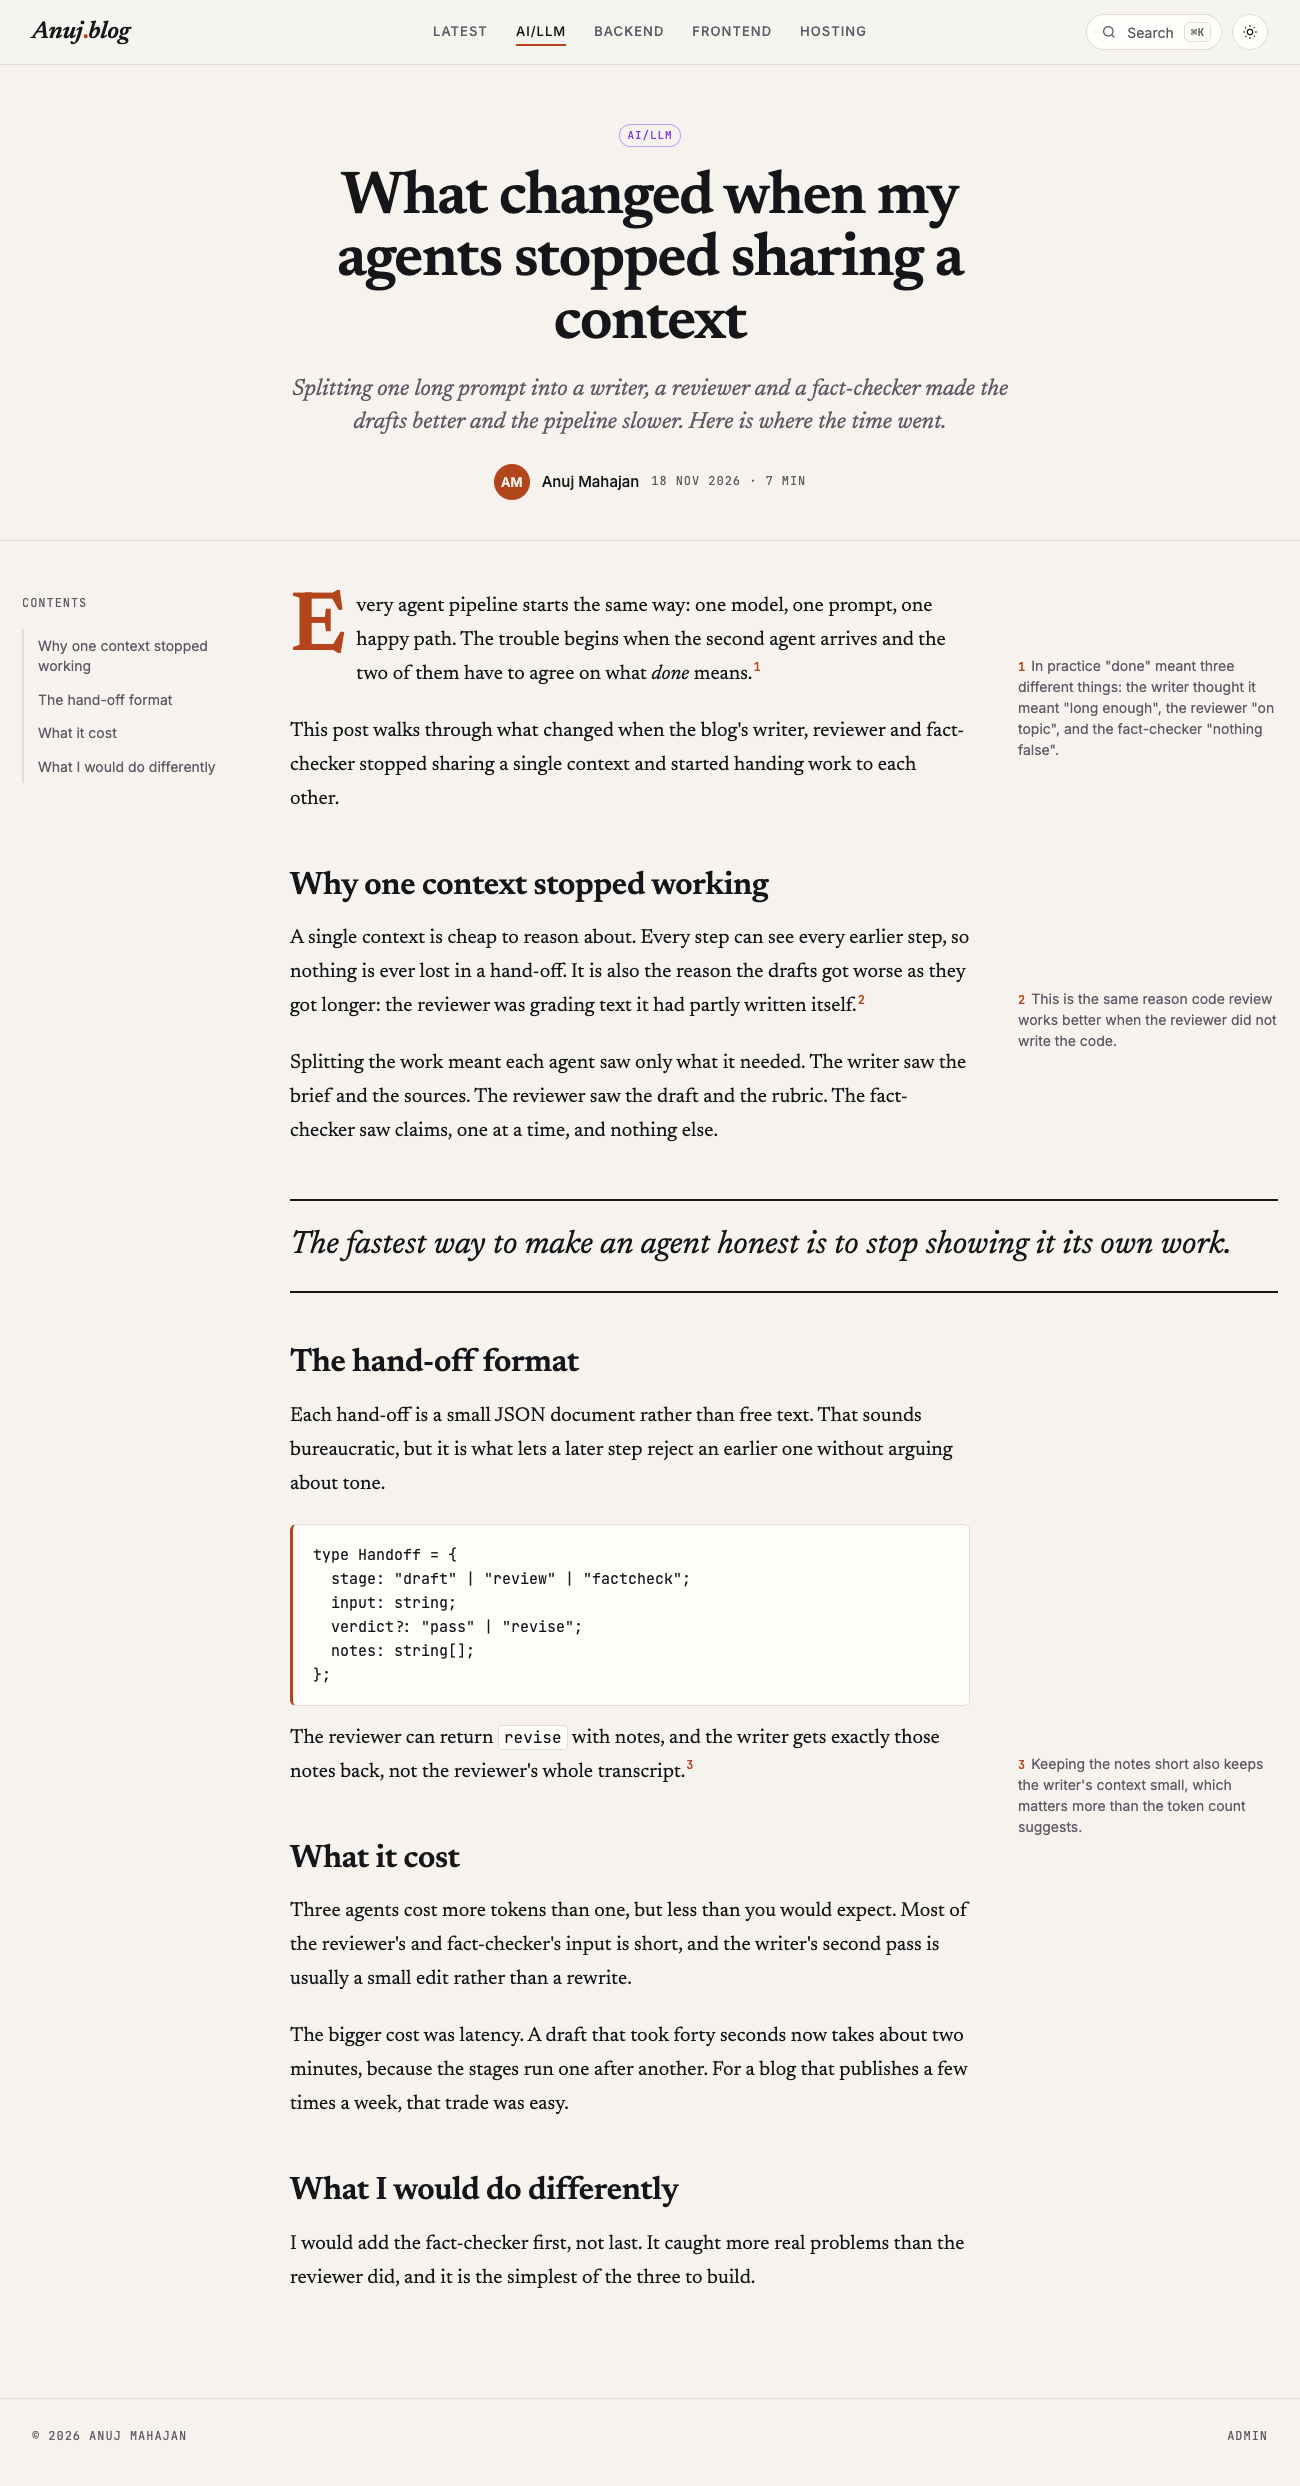 Anuj.blog
LATEST
AI/LLM
BACKEND
FRONTEND
HOSTING
Search ⌘K
AI/LLM
What changed when my
agents stopped sharing a
context
Splitting one long prompt into a writer, a reviewer and a fact-checker made the
drafts better and the pipeline slower. Here is where the time went.
AM
Anuj Mahajan
18 NOV 2026 · 7 MIN
CONTENTS
Why one context stopped
working
The hand-off format
What it cost
What I would do differently
Every agent pipeline starts the same way: one model, one prompt, one
happy path. The trouble begins when the second agent arrives and the
two of them have to agree on what done means.1
1 In practice "done" meant three
different things: the writer thought it
meant "long enough", the reviewer "on
topic", and the fact-checker "nothing
false".
This post walks through what changed when the blog's writer, reviewer and fact-
checker stopped sharing a single context and started handing work to each
other.
Why one context stopped working
A single context is cheap to reason about. Every step can see every earlier step, so
nothing is ever lost in a hand-off. It is also the reason the drafts got worse as they
got longer: the reviewer was grading text it had partly written itself.2
2 This is the same reason code review
works better when the reviewer did not
write the code.
Splitting the work meant each agent saw only what it needed. The writer saw the
brief and the sources. The reviewer saw the draft and the rubric. The fact-
checker saw claims, one at a time, and nothing else.
The fastest way to make an agent honest is to stop showing it its own work.
The hand-off format
Each hand-off is a small JSON document rather than free text. That sounds
bureaucratic, but it is what lets a later step reject an earlier one without arguing
about tone.
type Handoff = {
  stage: "draft" | "review" | "factcheck";
  input: string;
  verdict?: "pass" | "revise";
  notes: string[];
};
The reviewer can return revise with notes, and the writer gets exactly those
notes back, not the reviewer's whole transcript.3
3 Keeping the notes short also keeps
the writer's context small, which
matters more than the token count
suggests.
What it cost
Three agents cost more tokens than one, but less than you would expect. Most of
the reviewer's and fact-checker's input is short, and the writer's second pass is
usually a small edit rather than a rewrite.
The bigger cost was latency. A draft that took forty seconds now takes about two
minutes, because the stages run one after another. For a blog that publishes a few
times a week, that trade was easy.
What I would do differently
I would add the fact-checker first, not last. It caught more real problems than the
reviewer did, and it is the simplest of the three to build.
© 2026 ANUJ MAHAJAN
ADMIN